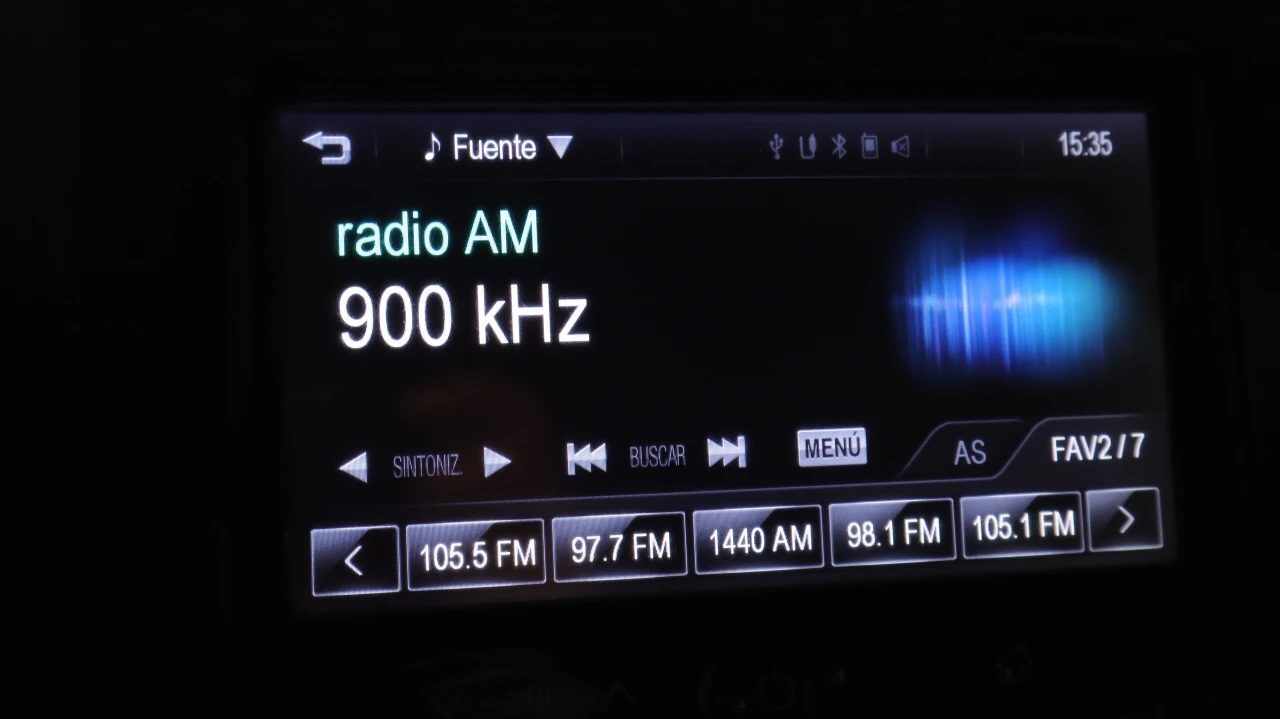 Fuente
15:35
radio AM
900 kHz
SINTONIZ.
BUSCAR
MENÚ
AS
FAV2 / 7
105.5 FM
97.7 FM
1440 AM
98.1 FM
105.1 FM
VOL